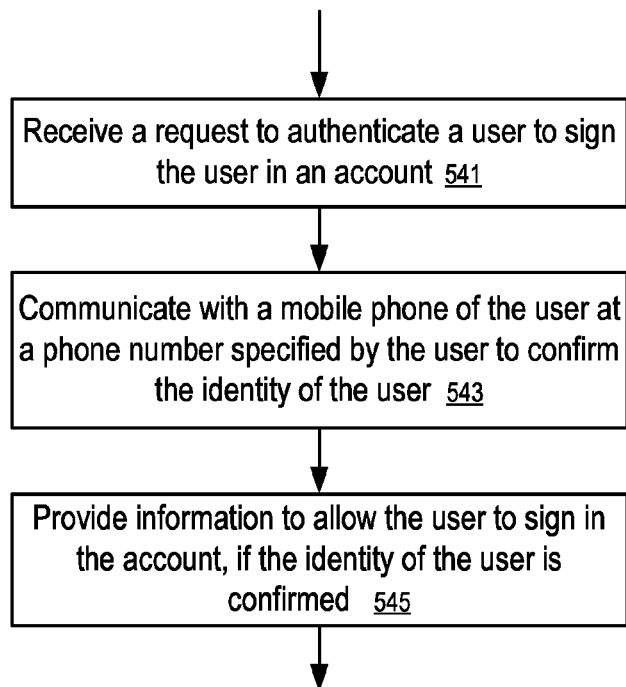 Receive a request to authenticate a user to sign
the user in an account 541
Communicate with a mobile phone of the user at
a phone number specified by the user to confirm
the identity of the user 543
Provide information to allow the user to sign in
the account, if the identity of the user is
confirmed 545